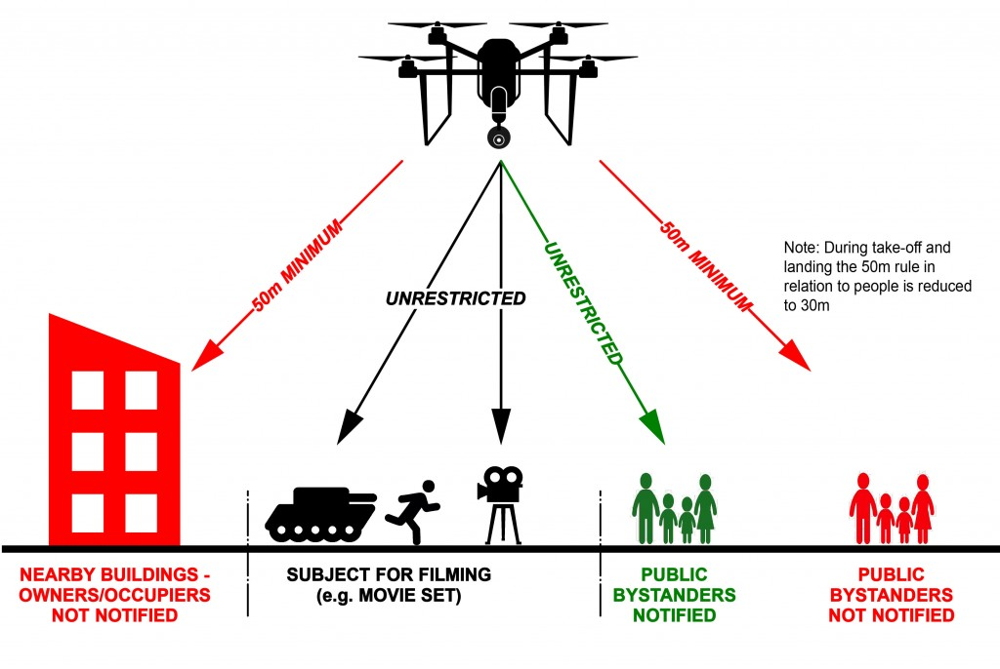 50m MINIMUM
UNRESTRICTED
UNRESTRICTED
50m MINIMUM
Note: During take-off and
landing the 50m rule in
relation to people is reduced
to 30m
NEARBY BUILDINGS -
OWNERS/OCCUPIERS
NOT NOTIFIED
SUBJECT FOR FILMING
(e.g. MOVIE SET)
PUBLIC
BYSTANDERS
NOTIFIED
PUBLIC
BYSTANDERS
NOT NOTIFIED